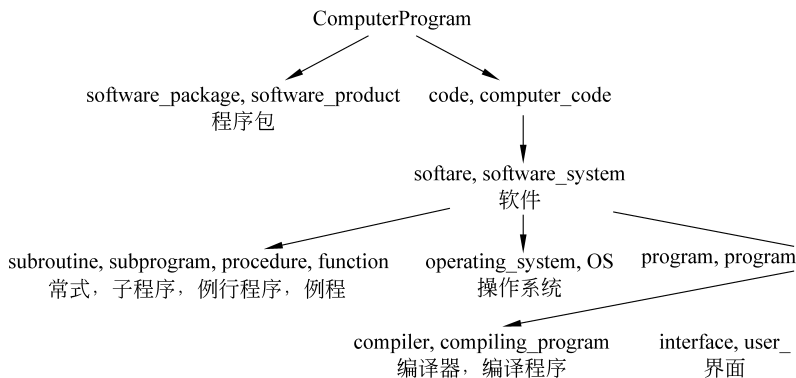 ComputerProgram
software_package, software_product
程序包
code, computer_code
softare, software_system
软件
subroutine, subprogram, procedure, function
常式，子程序，例行程序，例程
operating_system, OS
操作系统
program, program
compiler, compiling_program
编译器，编译程序
interface, user_
界面